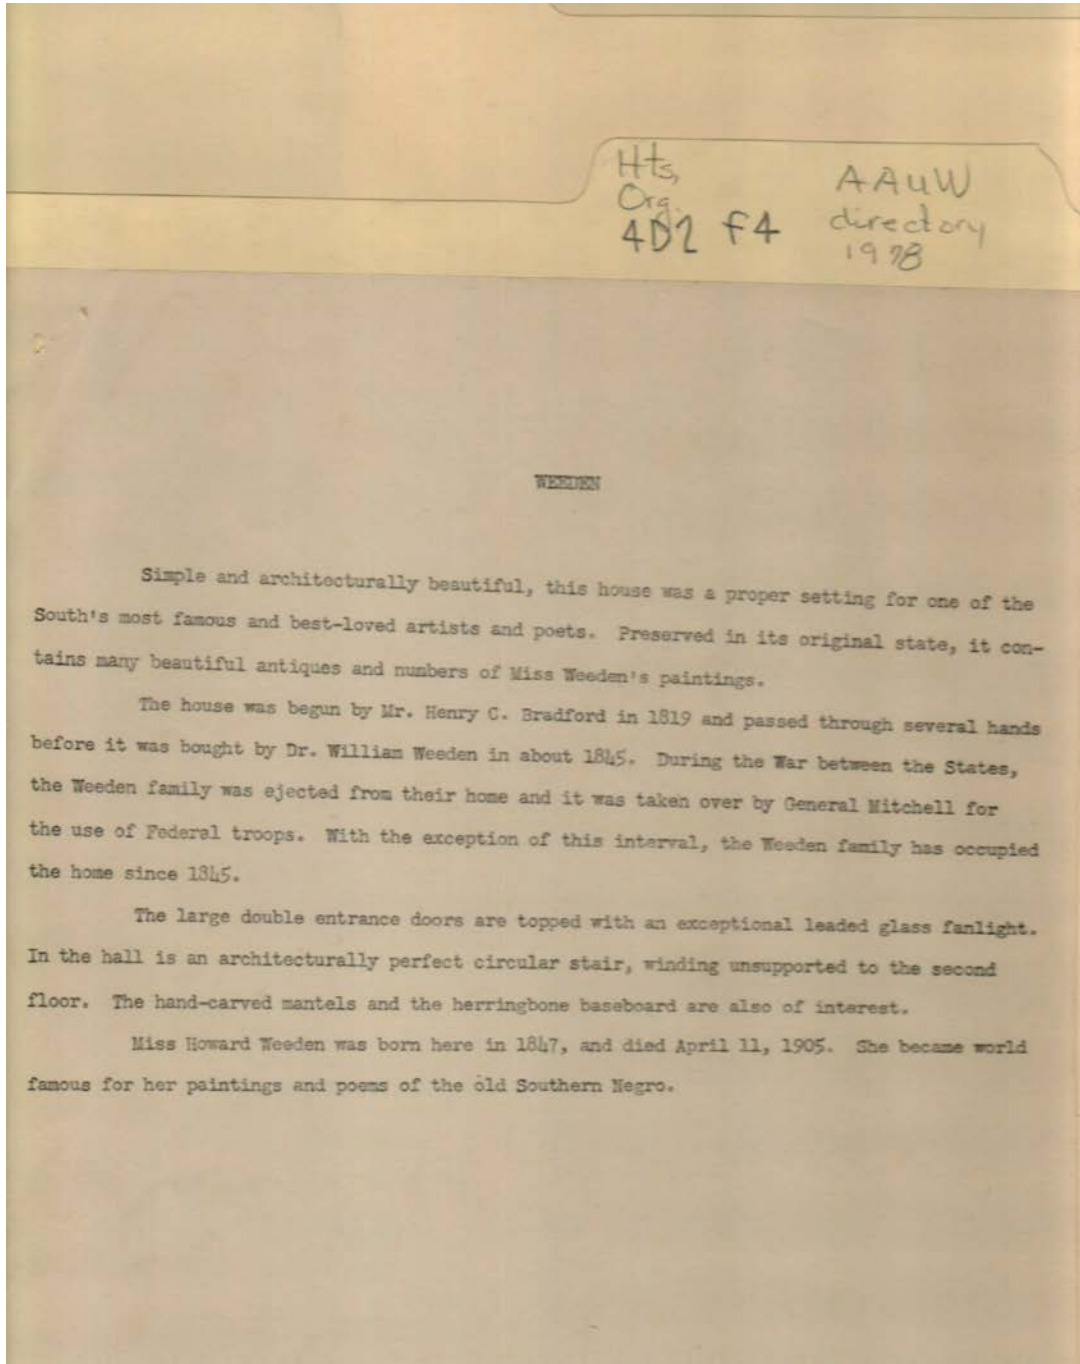 Hts,
Org.
4D2 F4
AAUW
directory
1978
WEEDEN
Simple and architecturally beautiful, this house was a proper setting for one of the
South's most famous and best-loved artists and poets. Preserved in its original state, it con-
tains many beautiful antiques and numbers of Miss Weeden's paintings.
The house was begun by Mr. Henry C. Bradford in 1819 and passed through several hands
before it was bought by Dr. William Weeden in about 1845. During the War between the States,
the Weeden family was ejected from their home and it was taken over by General Mitchell for
the use of Federal troops. With the exception of this interval, the Weeden family has occupied
the home since 1845.
The large double entrance doors are topped with an exceptional leaded glass fanlight.
In the hall is an architecturally perfect circular stair, winding unsupported to the second
floor. The hand-carved mantels and the herringbone baseboard are also of interest.
Miss Howard Weeden was born here in 1847, and died April 11, 1905. She became world
famous for her paintings and poems of the old Southern Negro.